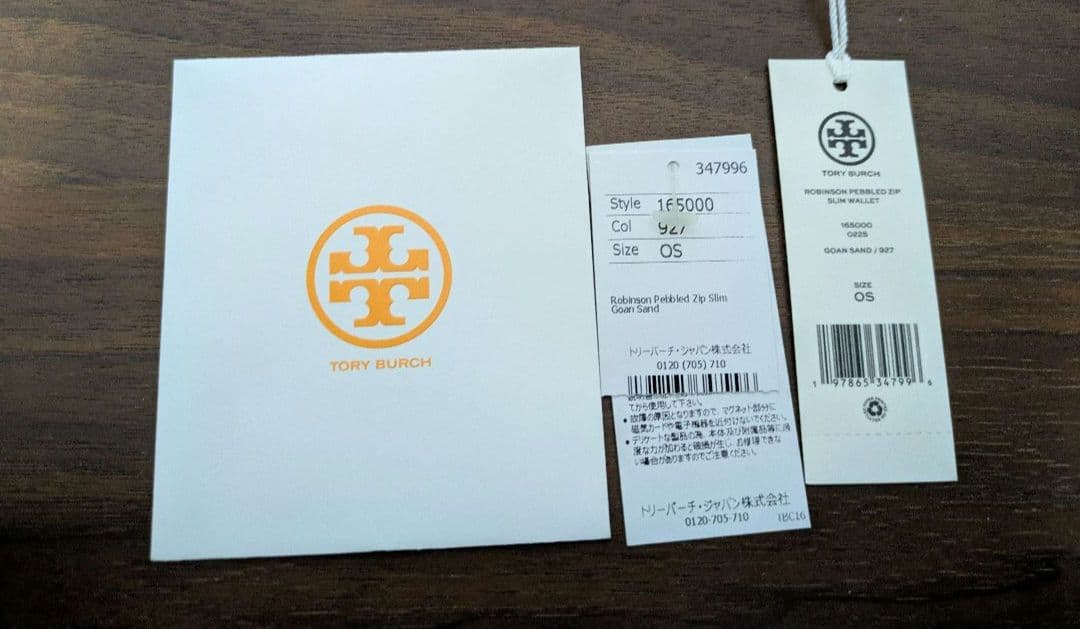 TORY BURCH
347996
Style 165000
Col 927
Size OS
Robinson Pebbled Zip Slim
Goan Sand
トリーバーチ・ジャパン株式会社
0120 (705) 710
てから使用して下さい。
● 故障の原因となりますので、マグネット部分に
磁気カードや電子機器を近付けないでください。
● デリケートな製品の為、本体及び附属品等に過
度な力が加わると破損が生じ、お修理できな
い場合がありますのでご注意ください。
トリーバーチ・ジャパン株式会社
0120-705-710
1BC16
TORY BURCH
ROBINSON PEBBLED ZIP
SLIM WALLET
165000
0225
GOAN SAND / 927
SIZE
OS
1 97865 34799 6